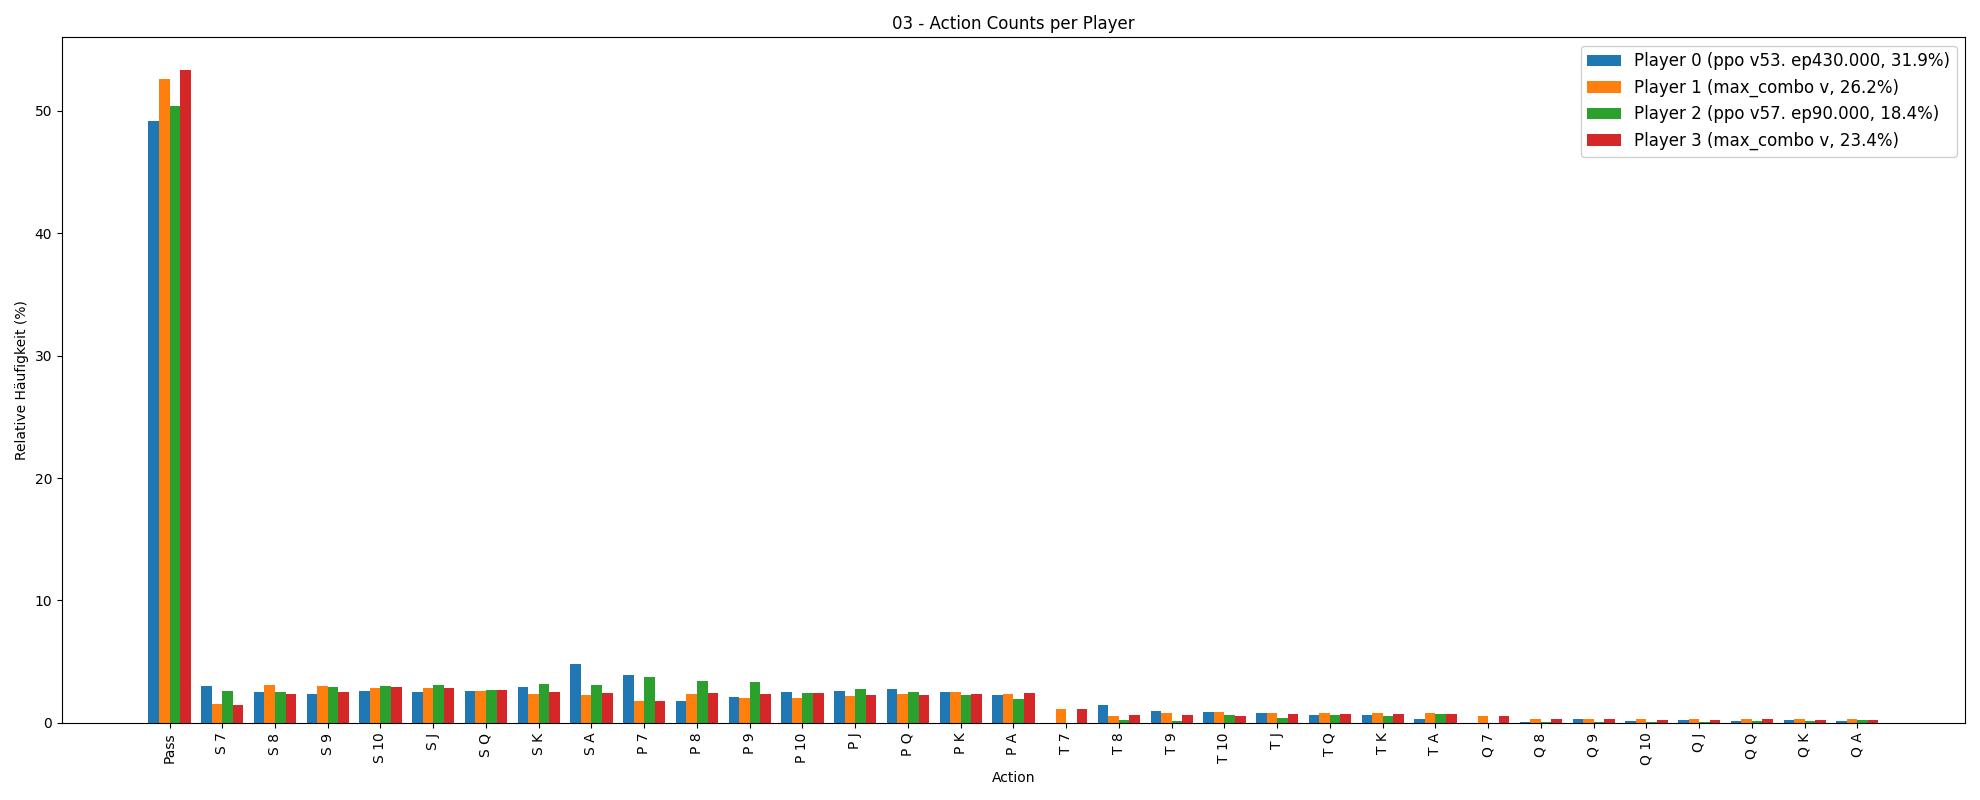 03 - Action Counts per Player
Player 0 (ppo v53. ep430.000, 31.9%)
Player 1 (max_combo v, 26.2%)
Player 2 (ppo v57. ep90.000, 18.4%)
Player 3 (max_combo v, 23.4%)
Relative Häufigkeit (%)
50
40
30
20
10
0
Pass
S 7
S 8
S 9
S 10
S J
S Q
S K
S A
P 7
P 8
P 9
P 10
P J
P Q
P K
P A
T 7
T 8
T 9
T 10
T J
T Q
T K
T A
Q 7
Q 8
Q 9
Q 10
Q J
Q Q
Q K
Q A
Action